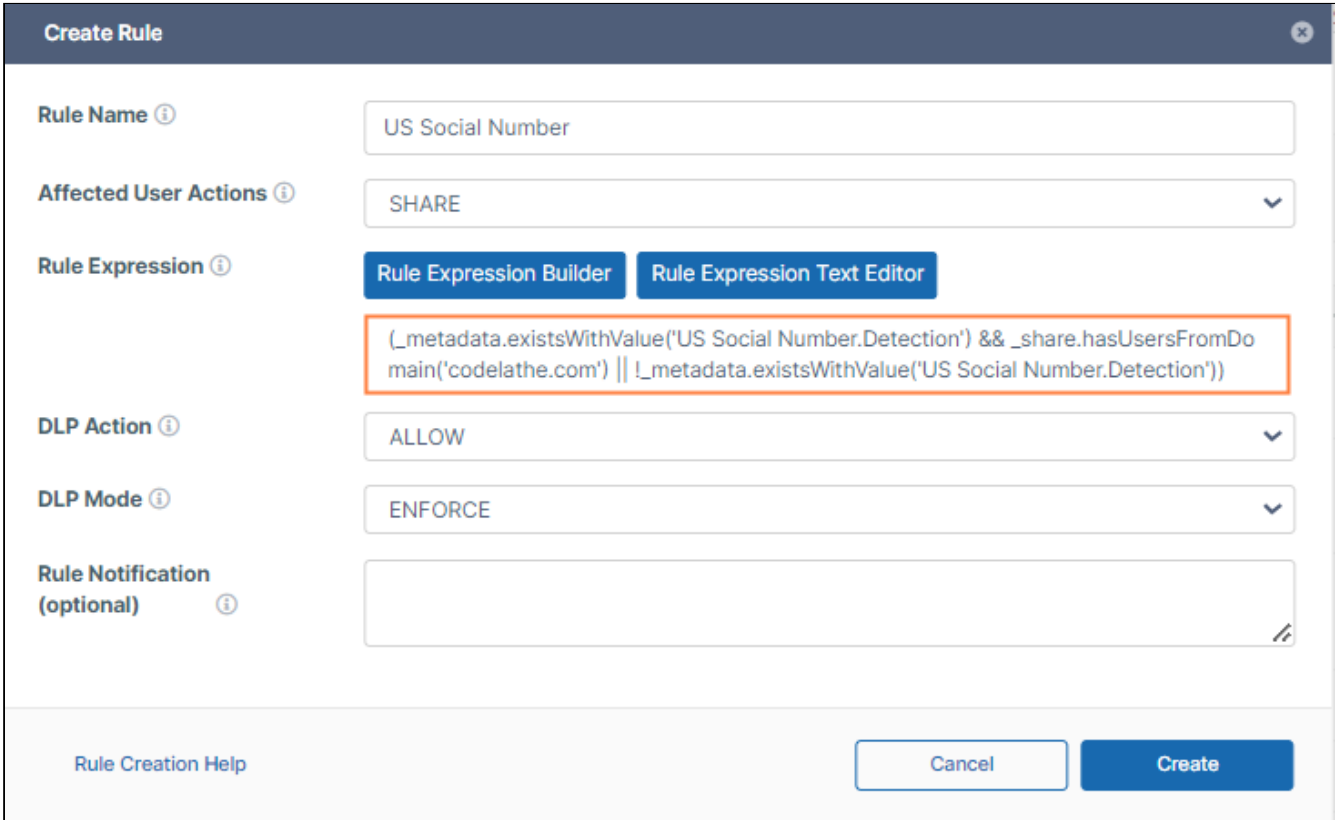 Create Rule
Rule Name
US Social Number
Affected User Actions
SHARE
Rule Expression
Rule Expression Builder
Rule Expression Text Editor
(_metadata.existsWithValue('US Social Number.Detection') && _share.hasUsersFromDo
main('codelathe.com') || !_metadata.existsWithValue('US Social Number.Detection'))
DLP Action
ALLOW
DLP Mode
ENFORCE
Rule Notification
(optional)
Rule Creation Help
Cancel
Create